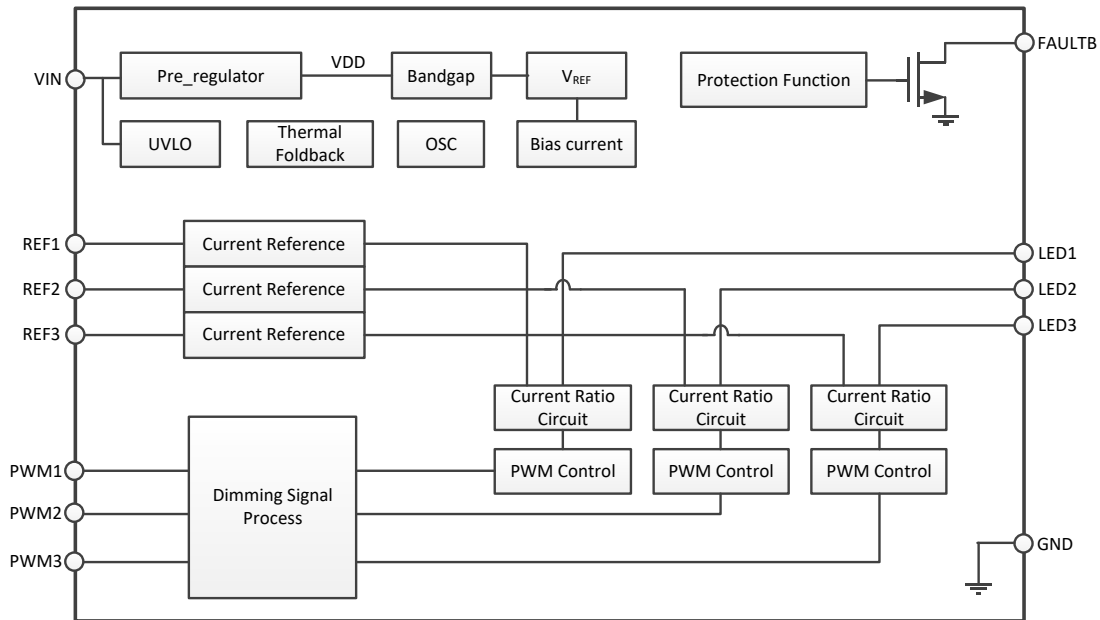 FAULTB
VIN
Pre_regulator
VDD
Bandgap
VREF
Protection Function
UVLO
Thermal
Foldback
OSC
Bias current
REF1
Current Reference
LED1
REF2
Current Reference
LED2
REF3
Current Reference
LED3
Current Ratio
Circuit
Current Ratio
Circuit
Current Ratio
Circuit
PWM1
PWM Control
PWM Control
PWM Control
Dimming Signal
Process
PWM2
GND
PWM3